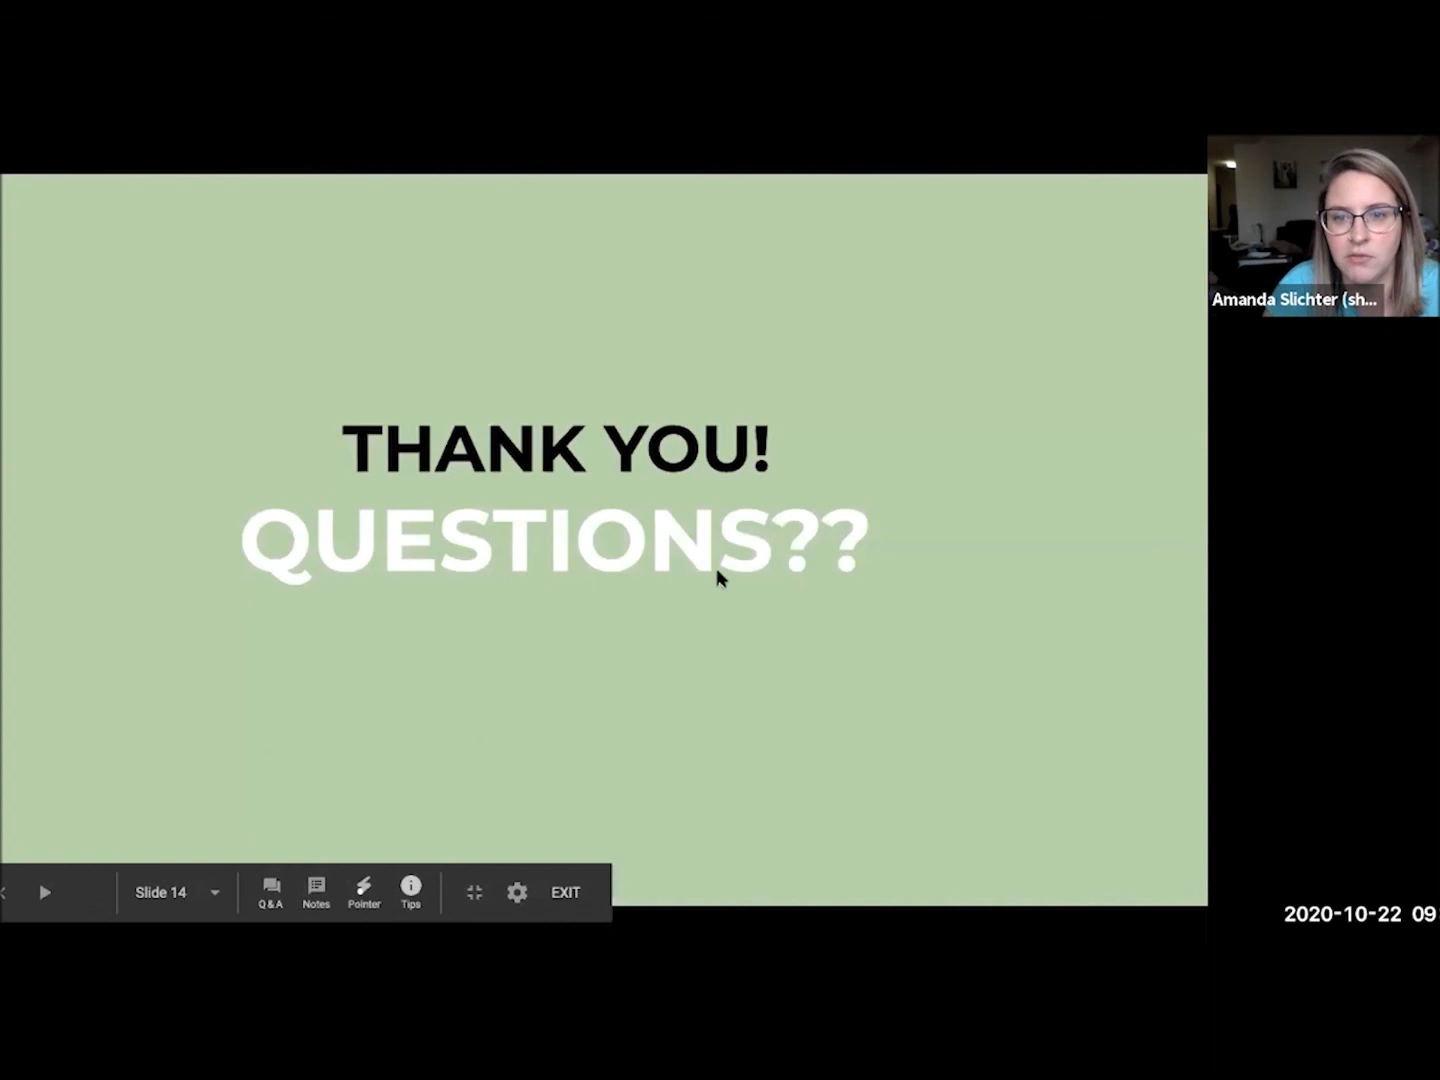 THANK YOU!
QUESTIONS??
Amanda Slichter (sh...
Slide 14
Q & A
Notes
Pointer
Tips
EXIT
2020-10-22 09